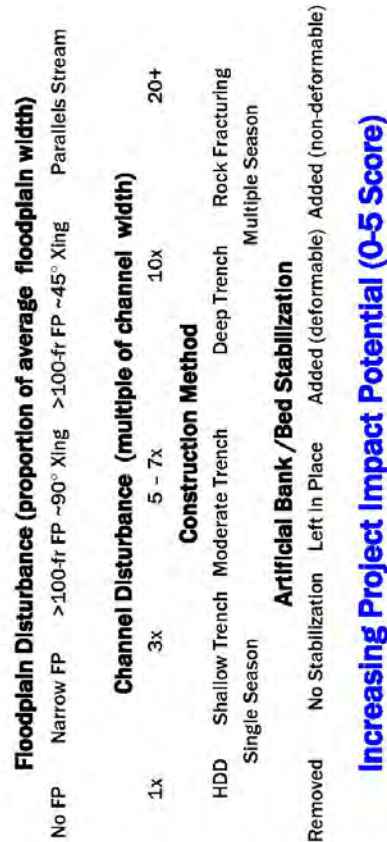 Floodplain Disturbance (proportion of average floodplain width)
No FP Narrow FP >100-fr FP ~90° Xing >100-fr FP ~45° Xing Parallels Stream
Channel Disturbance (multiple of channel width)
1x 3x 5 – 7x 10x 20+
Construction Method
HDD Shallow Trench Moderate Trench Deep Trench Rock Fracturing
Single Season Multiple Season
Artificial Bank/Bed Stabilization
Removed No Stabilization Left in Place Added (deformable) Added (non-deformable)
Increasing Project Impact Potential (0-5 Score)